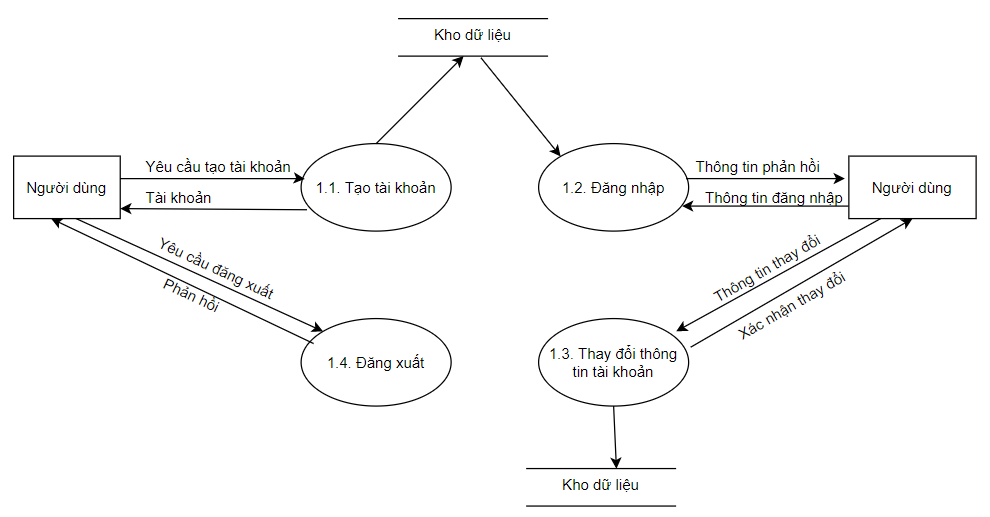 Kho dữ liệu
Yêu cầu tạo tài khoản
Thông tin phản hồi
Người dùng
1.1. Tạo tài khoản
1.2. Đăng nhập
Người dùng
Tài khoản
Thông tin đăng nhập
Yêu cầu đăng xuất
Phản hồi
Thông tin thay đổi
Xác nhận thay đổi
1.4. Đăng xuất
1.3. Thay đổi thông
tin tài khoản
Kho dữ liệu